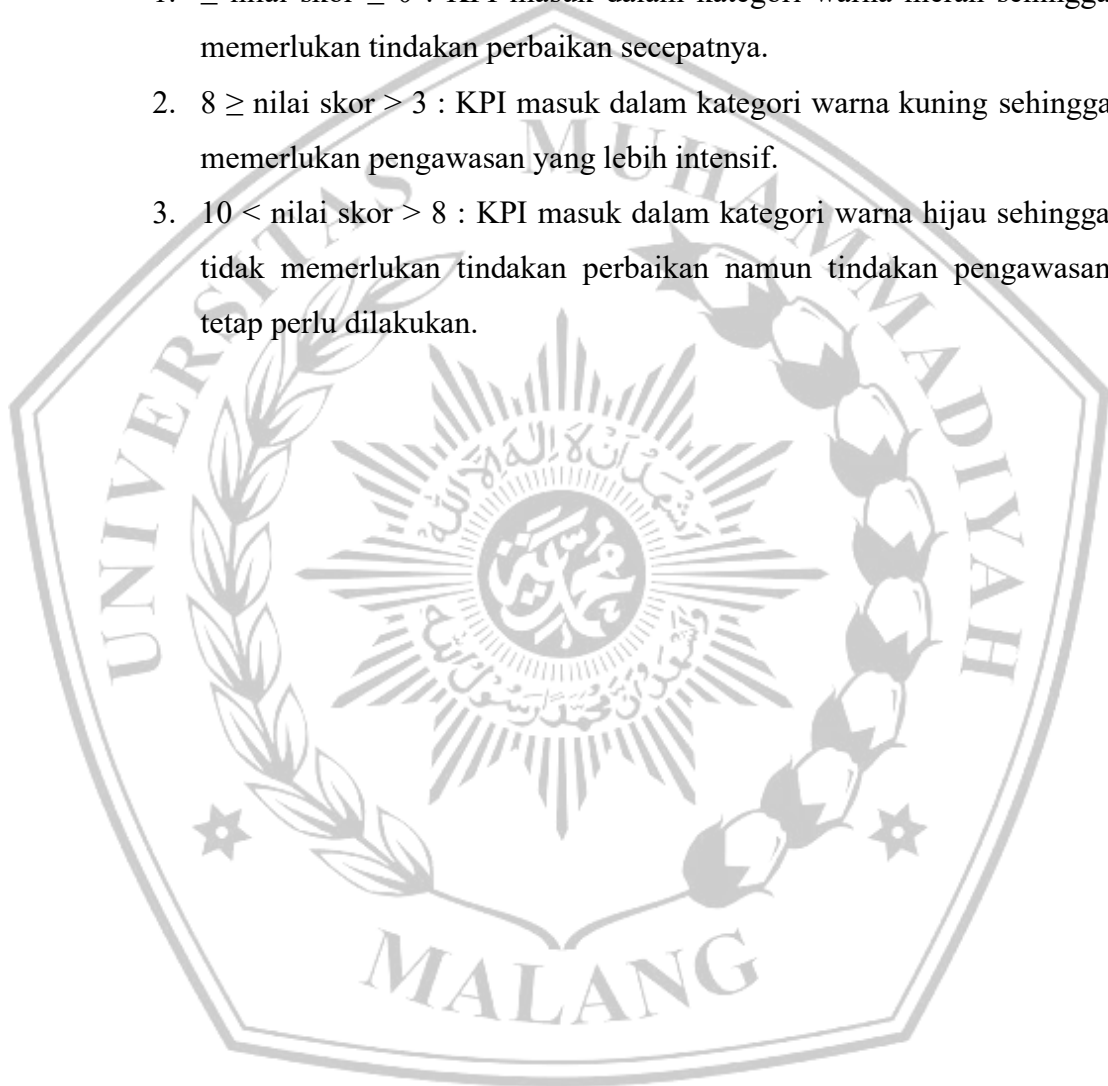 memerlukan tindakan perbaikan secepatnya.
2. 8 ≥ nilai skor > 3 : KPI masuk dalam kategori warna kuning sehingga
memerlukan pengawasan yang lebih intensif.
3. 10 < nilai skor > 8 : KPI masuk dalam kategori warna hijau sehingga
tidak memerlukan tindakan perbaikan namun tindakan pengawasan
tetap perlu dilakukan.
UNIVERSITAS MUHAMMADIYAH
MALANG